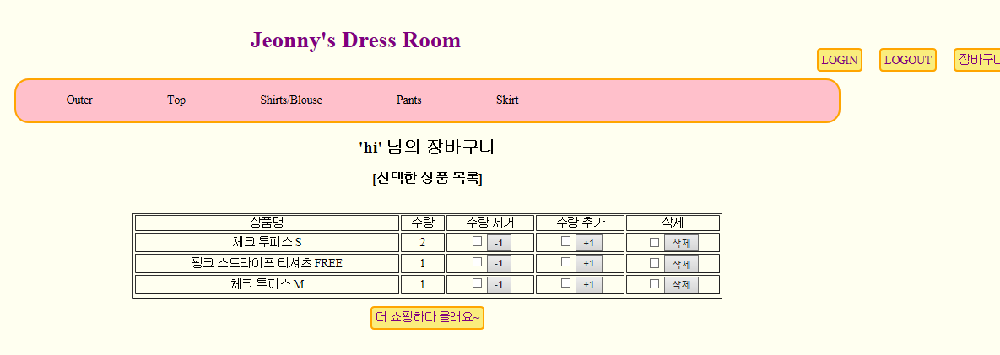 Jeonny's Dress Room
LOGIN LOGOUT 장바구니
Outer Top Shirts/Blouse Pants Skirt
'hi' 님의 장바구니
[선택한 상품 목록]
상품명 수량 수량 제거 수량 추가 삭제
체크 투피스 S 2 -1 +1 삭제
핑크 스트라이프 티셔츠 FREE 1 -1 +1 삭제
체크 투피스 M 1 -1 +1 삭제
더 쇼핑하다 올래요~